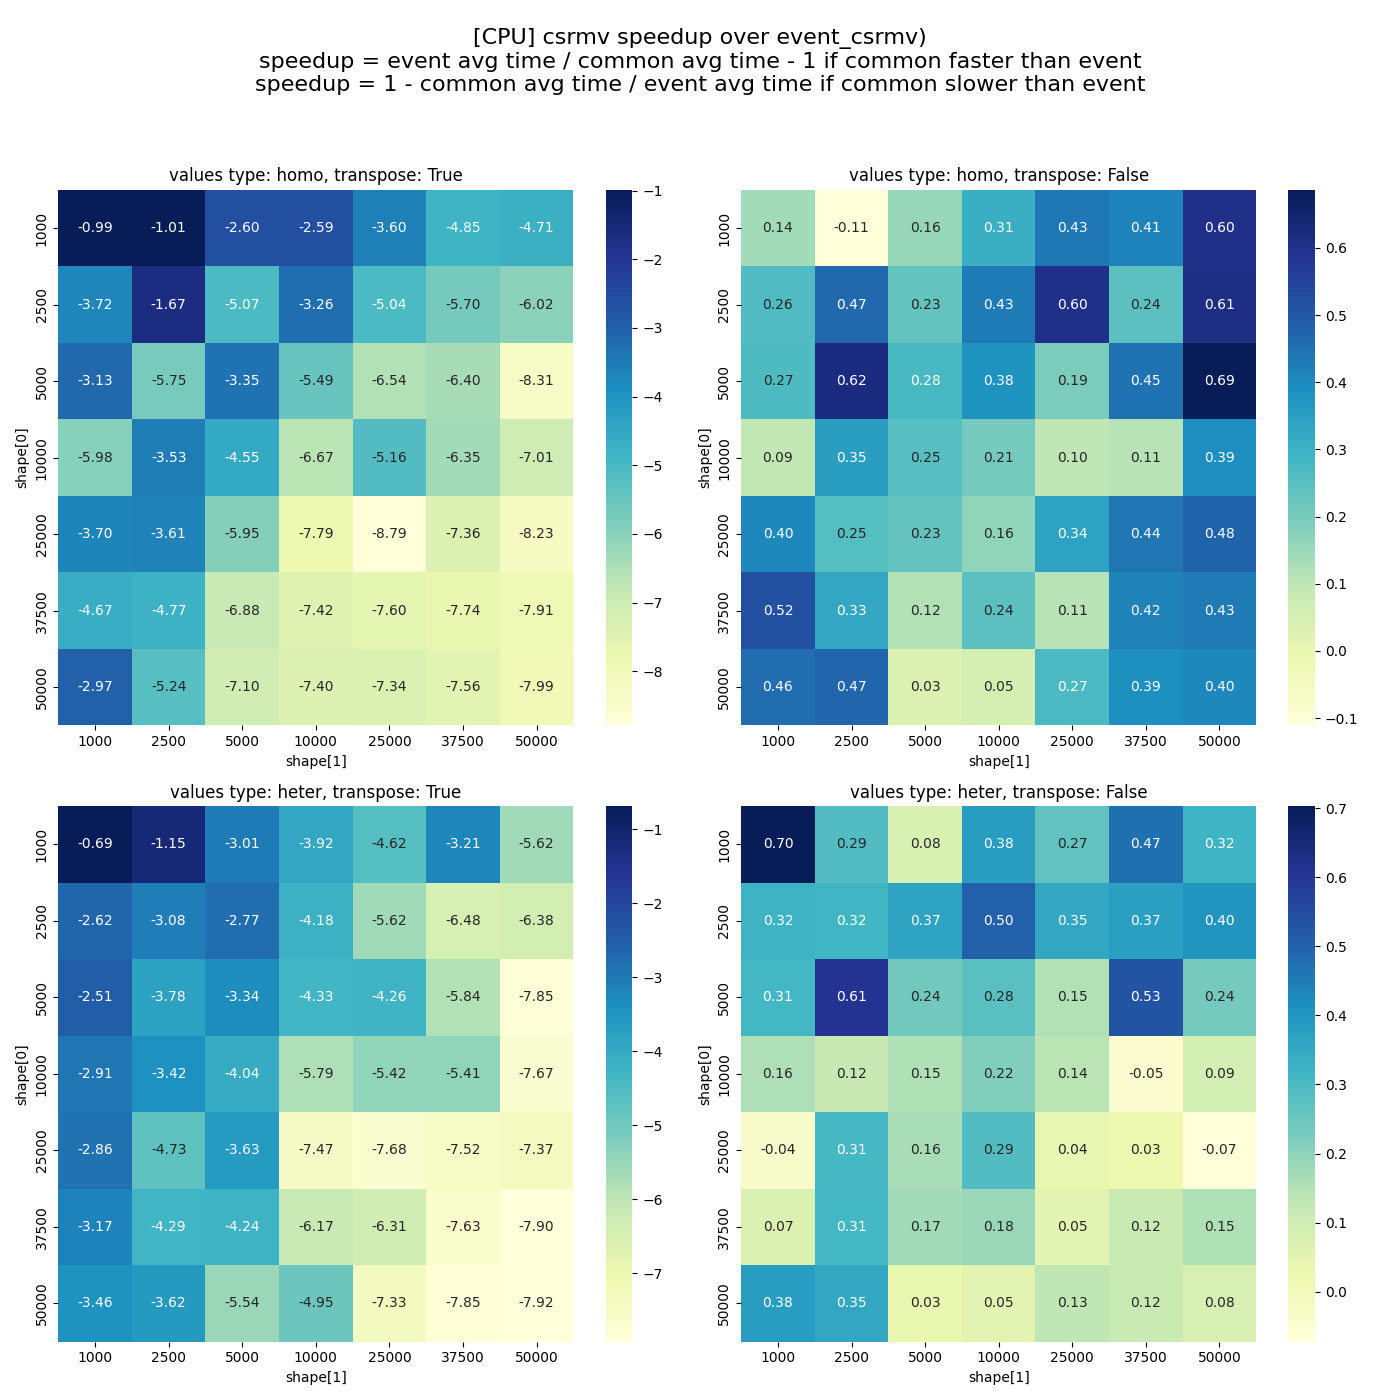 [CPU] csrmv speedup over event_csrmv)
speedup = event avg time / common avg time - 1 if common faster than event
speedup = 1 - common avg time / event avg time if common slower than event
values type: homo, transpose: True
shape[0]
1000 -0.99 -1.01 -2.60 -2.59 -3.60 -4.85 -4.71
2500 -3.72 -1.67 -5.07 -3.26 -5.04 -5.70 -6.02
5000 -3.13 -5.75 -3.35 -5.49 -6.54 -6.40 -8.31
10000 -5.98 -3.53 -4.55 -6.67 -5.16 -6.35 -7.01
25000 -3.70 -3.61 -5.95 -7.79 -8.79 -7.36 -8.23
37500 -4.67 -4.77 -6.88 -7.42 -7.60 -7.74 -7.91
50000 -2.97 -5.24 -7.10 -7.40 -7.34 -7.56 -7.99
1000 2500 5000 10000 25000 37500 50000
shape[1]
−1
−2
−3
−4
−5
−6
−7
−8
values type: homo, transpose: False
shape[0]
1000 0.14 -0.11 0.16 0.31 0.43 0.41 0.60
2500 0.26 0.47 0.23 0.43 0.60 0.24 0.61
5000 0.27 0.62 0.28 0.38 0.19 0.45 0.69
10000 0.09 0.35 0.25 0.21 0.10 0.11 0.39
25000 0.40 0.25 0.23 0.16 0.34 0.44 0.48
37500 0.52 0.33 0.12 0.24 0.11 0.42 0.43
50000 0.46 0.47 0.03 0.05 0.27 0.39 0.40
1000 2500 5000 10000 25000 37500 50000
shape[1]
0.6
0.5
0.4
0.3
0.2
0.1
0.0
−0.1
values type: heter, transpose: True
shape[0]
1000 -0.69 -1.15 -3.01 -3.92 -4.62 -3.21 -5.62
2500 -2.62 -3.08 -2.77 -4.18 -5.62 -6.48 -6.38
5000 -2.51 -3.78 -3.34 -4.33 -4.26 -5.84 -7.85
10000 -2.91 -3.42 -4.04 -5.79 -5.42 -5.41 -7.67
25000 -2.86 -4.73 -3.63 -7.47 -7.68 -7.52 -7.37
37500 -3.17 -4.29 -4.24 -6.17 -6.31 -7.63 -7.90
50000 -3.46 -3.62 -5.54 -4.95 -7.33 -7.85 -7.92
1000 2500 5000 10000 25000 37500 50000
shape[1]
−1
−2
−3
−4
−5
−6
−7
values type: heter, transpose: False
shape[0]
1000 0.70 0.29 0.08 0.38 0.27 0.47 0.32
2500 0.32 0.32 0.37 0.50 0.35 0.37 0.40
5000 0.31 0.61 0.24 0.28 0.15 0.53 0.24
10000 0.16 0.12 0.15 0.22 0.14 -0.05 0.09
25000 -0.04 0.31 0.16 0.29 0.04 0.03 -0.07
37500 0.07 0.31 0.17 0.18 0.05 0.12 0.15
50000 0.38 0.35 0.03 0.05 0.13 0.12 0.08
1000 2500 5000 10000 25000 37500 50000
shape[1]
0.7
0.6
0.5
0.4
0.3
0.2
0.1
0.0